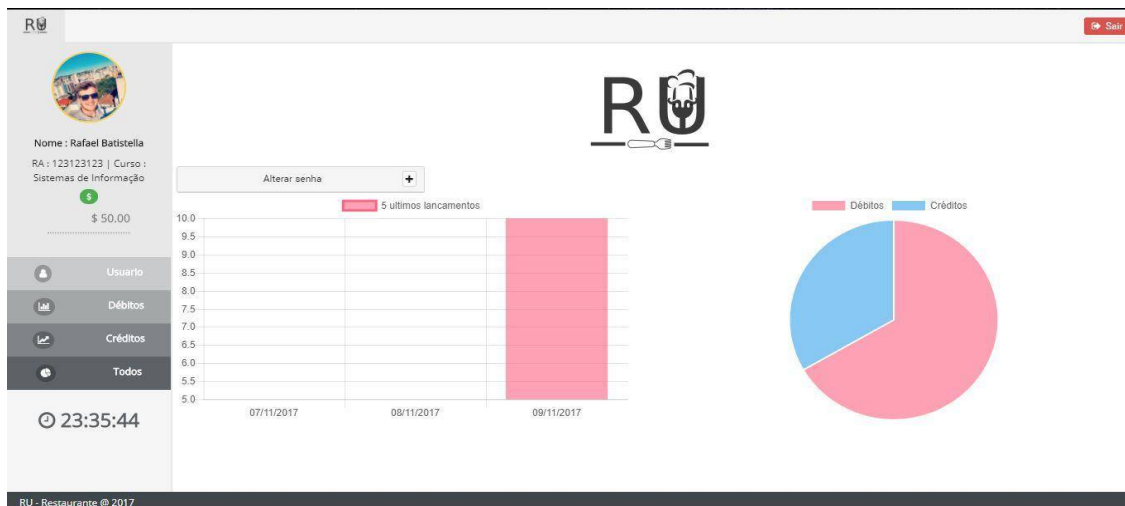 RU
Sair
RU
Nome : Rafael Batistella
RA : 123123123 | Curso :
Sistemas de Informação
$
$ 50.00
Usuario
Débitos
Créditos
Todos
23:35:44
Alterar senha +
5 ultimos lancamentos
10.0
9.5
9.0
8.5
8.0
7.5
7.0
6.5
6.0
5.5
5.0
07/11/2017 08/11/2017 09/11/2017
Débitos Créditos
RU - Restaurante @ 2017